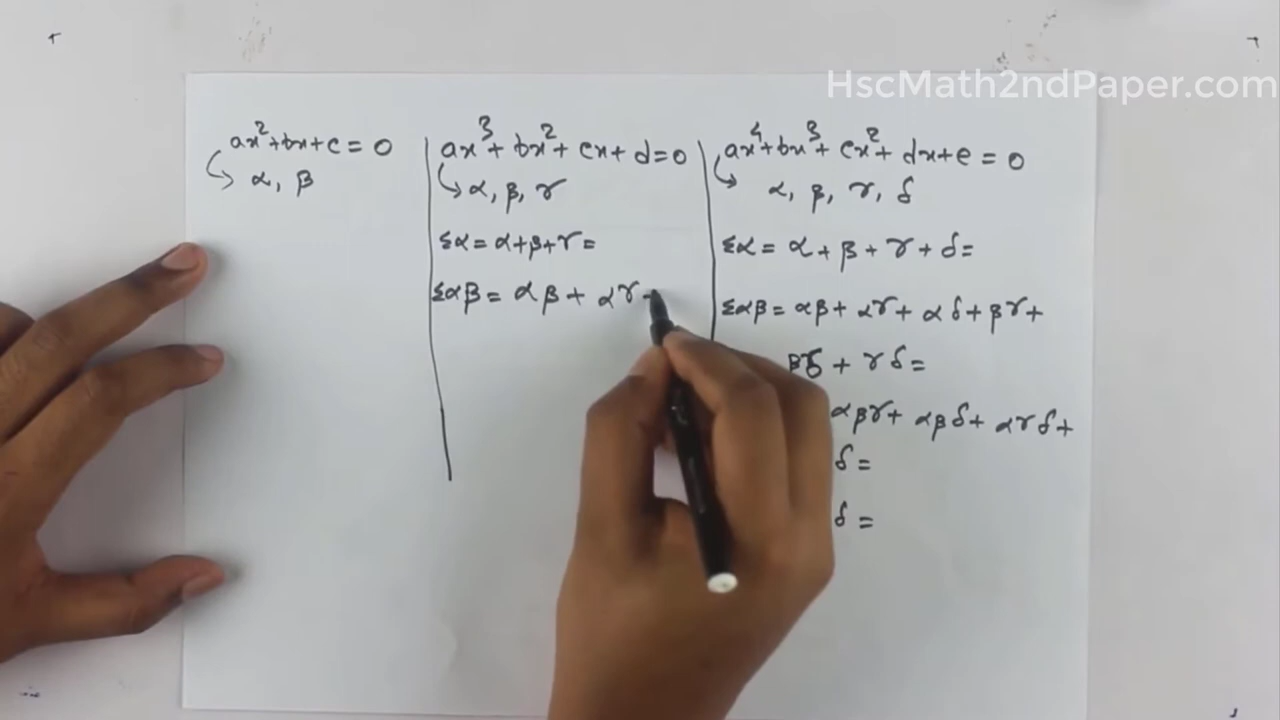 HscMath2ndPaper.com
ax²+bx+c=0
α, β
ax³+bx²+cx+d=0
α, β, γ
Σα=α+β+γ=
Σαβ=αβ+αγ+
ax⁴+bx³+cx²+dx+e=0
α, β, γ, δ
Σα=α+β+γ+δ=
Σαβ=αβ+αγ+αδ+βγ+
βδ+γδ=
αβγ+αβδ+αγδ+
δ=
δ=